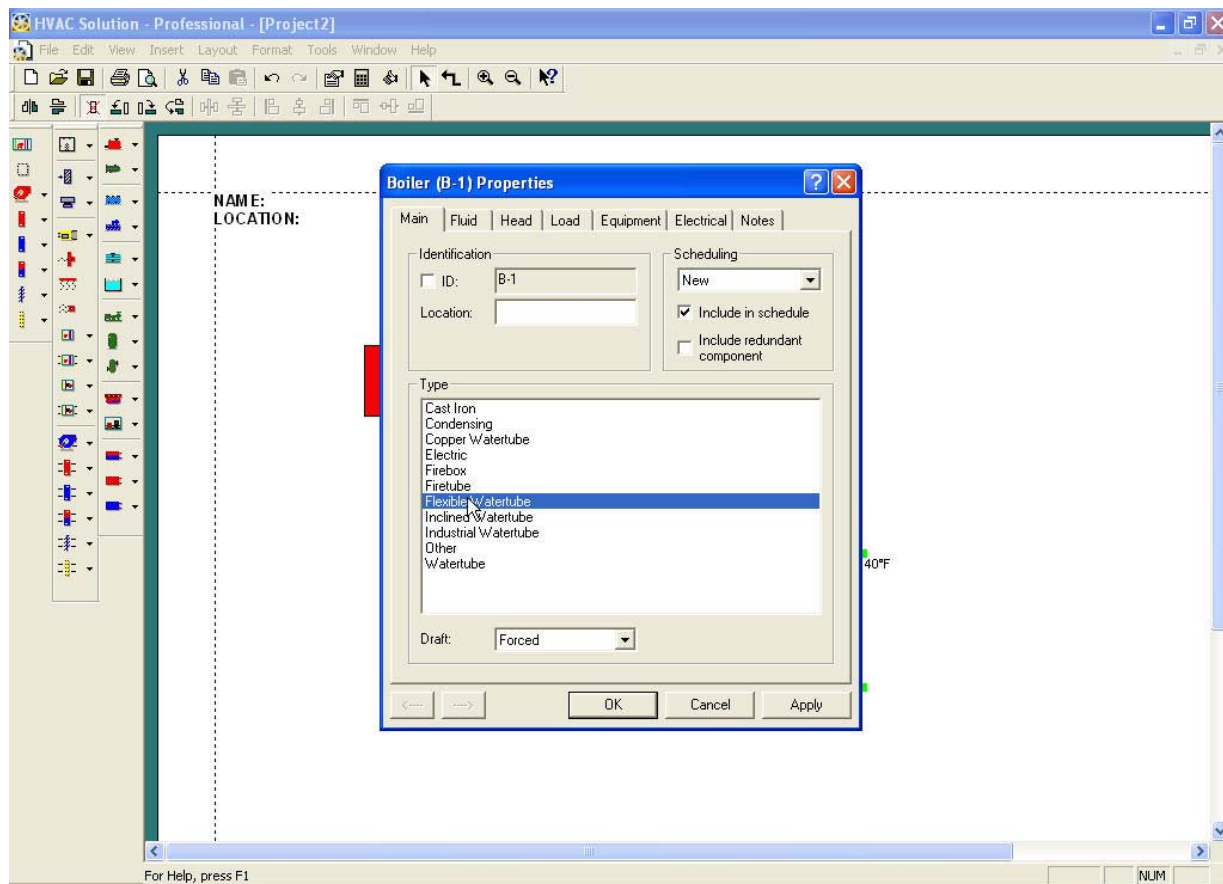 HVAC Solution - Professional - [Project2]
File Edit View Insert Layout Format Tools Window Help
NAME:
LOCATION:
Boiler (B-1) Properties
Main Fluid Head Load Equipment Electrical Notes
Identification
ID: B-1
Location:
Scheduling
New
Include in schedule
Include redundant
component
Type
Cast Iron
Condensing
Copper Watertube
Electric
Firebox
Firetube
Flexible Watertube
Inclined Watertube
Industrial Watertube
Other
Watertube
Draft: Forced
<---- ---->
OK Cancel Apply
40°F
For Help, press F1
NUM